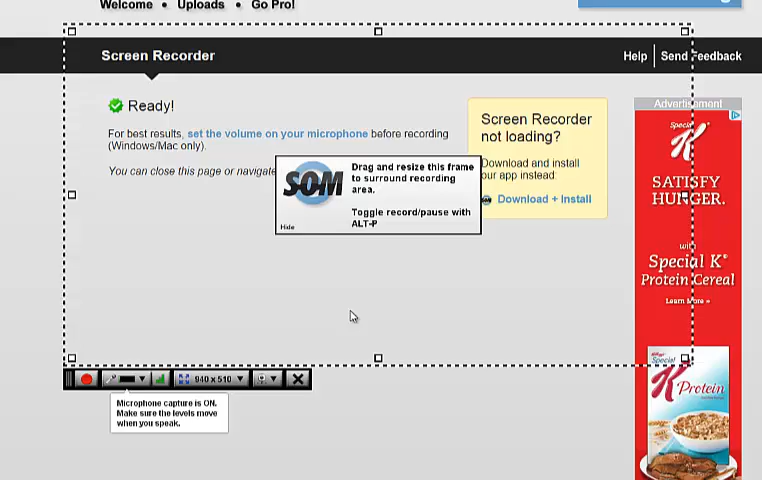 Welcome • Uploads • Go Pro!
Screen Recorder
Help
Send Feedback
Ready!
For best results, set the volume on your microphone before recording
(Windows/Mac only).
You can close this page or navigate
SOM
Drag and resize this frame
to surround recording
area.
Toggle record/pause with
ALT-P
Hide
Screen Recorder
not loading?
Download and install
our app instead
Download + Install
Advertisement
Special
K
SATISFY
HUNGER.
with
Special K®
Protein Cereal
Learn More »
Kellogg's
Special
K Protein
940 x 510
Microphone capture is ON.
Make sure the levels move
when you speak.